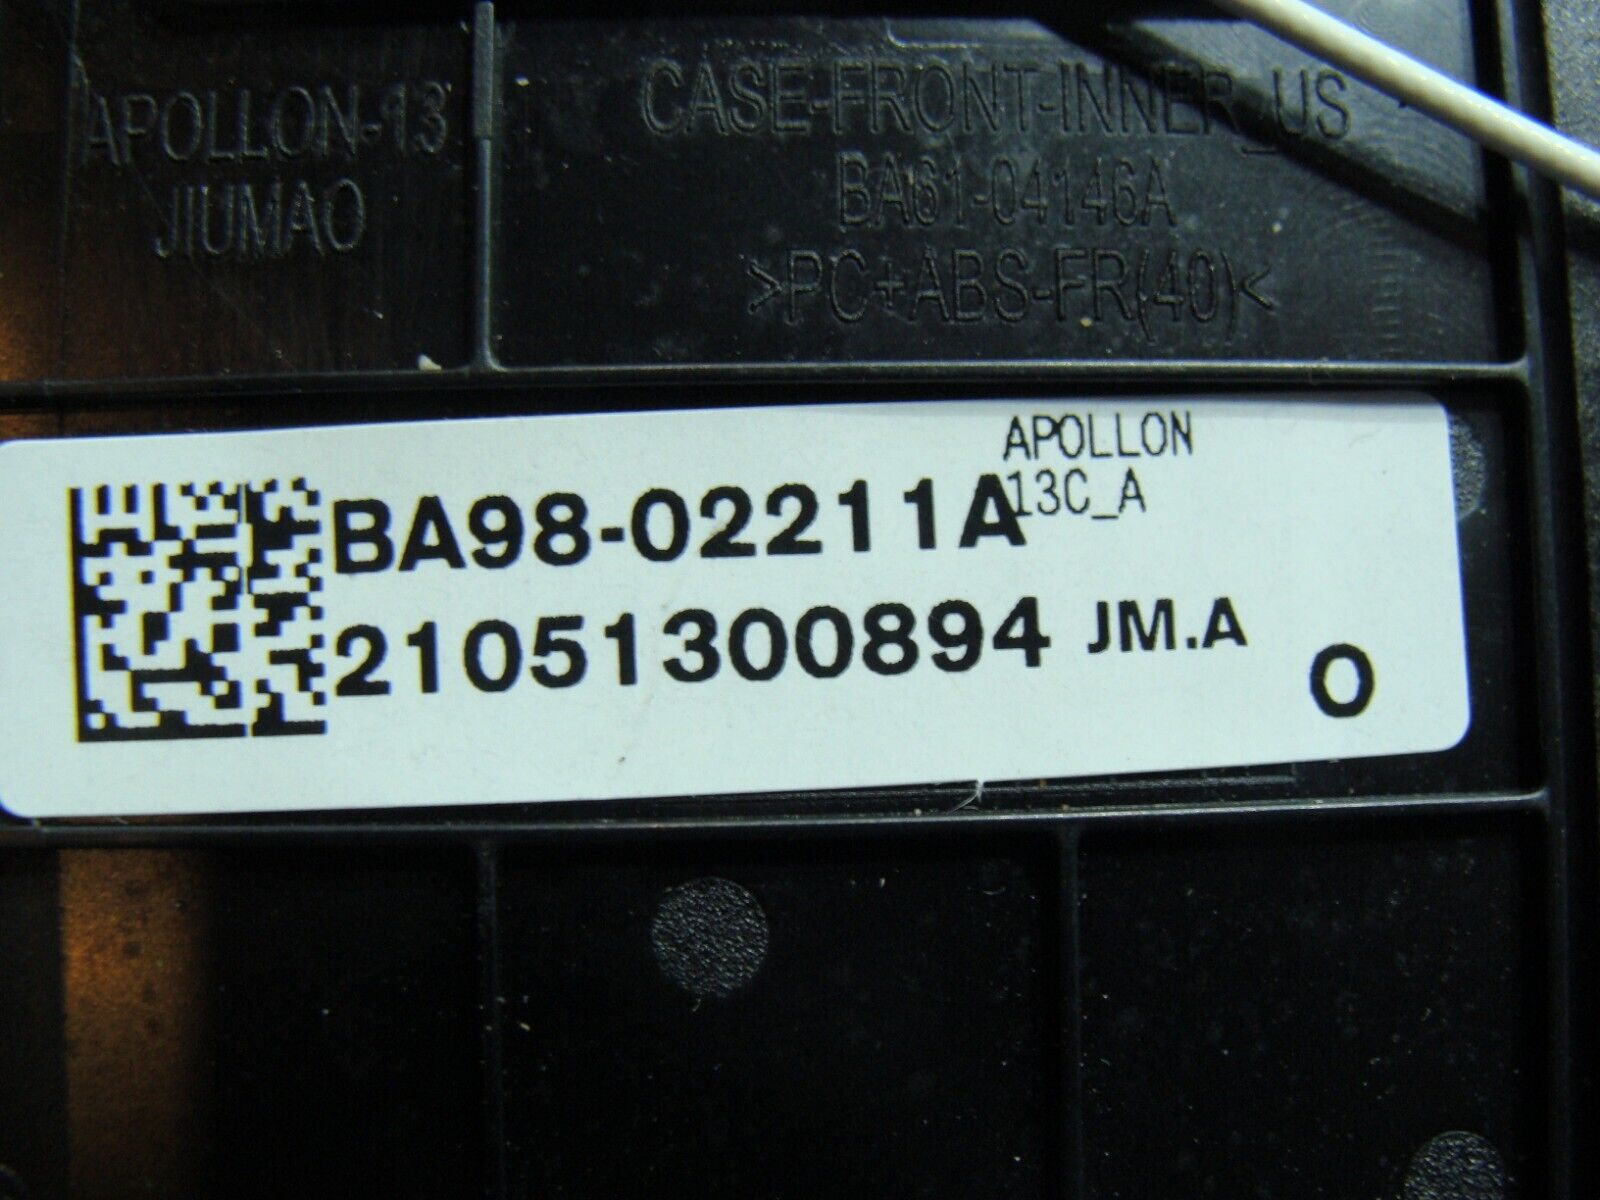 APOLLON-13
JIUMAO
CASE-FRONT-INNER_US
BA61-04146A
>PC+ABS-FR(40)<
APOLLON
13C_A
BA98-02211A
21051300894 JM.A
O